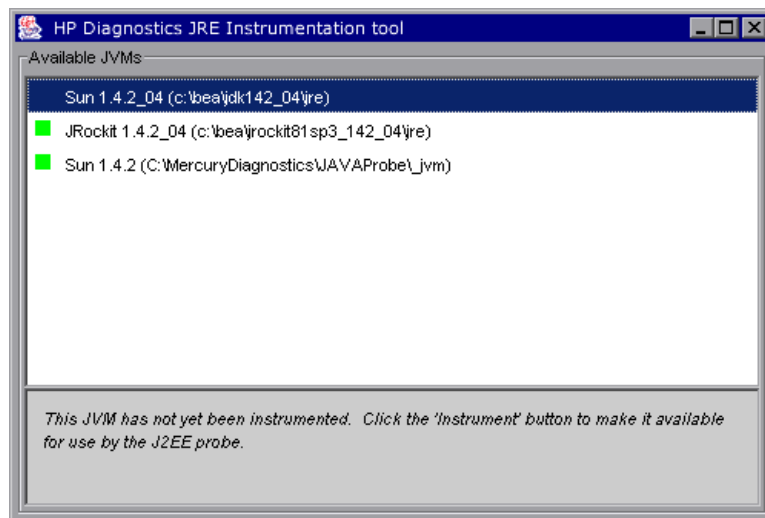 HP Diagnostics JRE Instrumentation tool
Available JVMs
Sun 1.4.2_04 (c:\bea\jdk142_04\jre)
JRockit 1.4.2_04 (c:\bea\jrockit81sp3_142_04\jre)
Sun 1.4.2 (C:\MercuryDiagnostics\JAVAProbe\_jvm)
This JVM has not yet been instrumented.  Click the 'Instrument' button to make it available
for use by the J2EE probe.